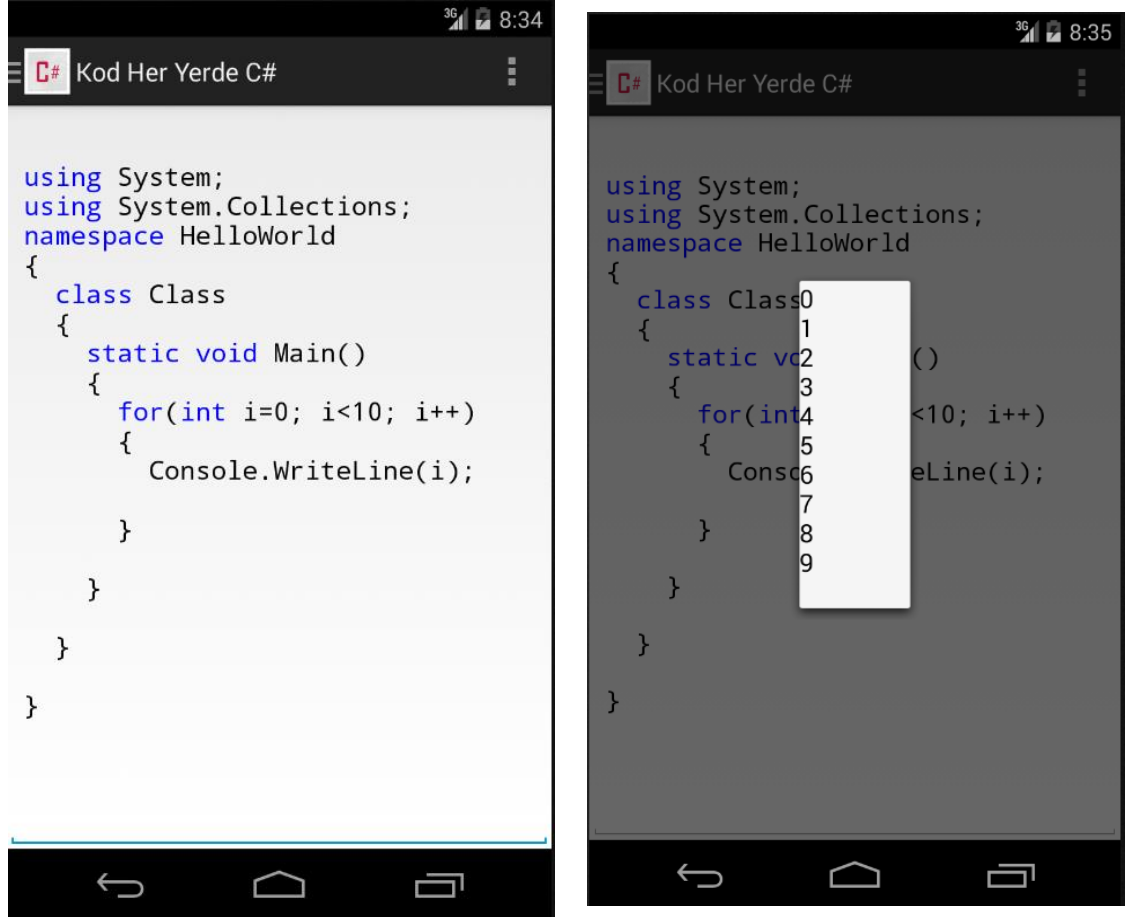 3G 8:34
C# Kod Her Yerde C#
using System;
using System.Collections;
namespace HelloWorld
{
class Class
{
static void Main()
{
for(int i=0; i<10; i++)
{
Console.WriteLine(i);
}
}
}
}
3G 8:35
C# Kod Her Yerde C#
using System;
using System.Collections;
namespace HelloWorld
{
class Class
{
static vo ()
{
for(int <10; i++)
{
Conso eLine(i);
}
}
}
}
0
1
2
3
4
5
6
7
8
9